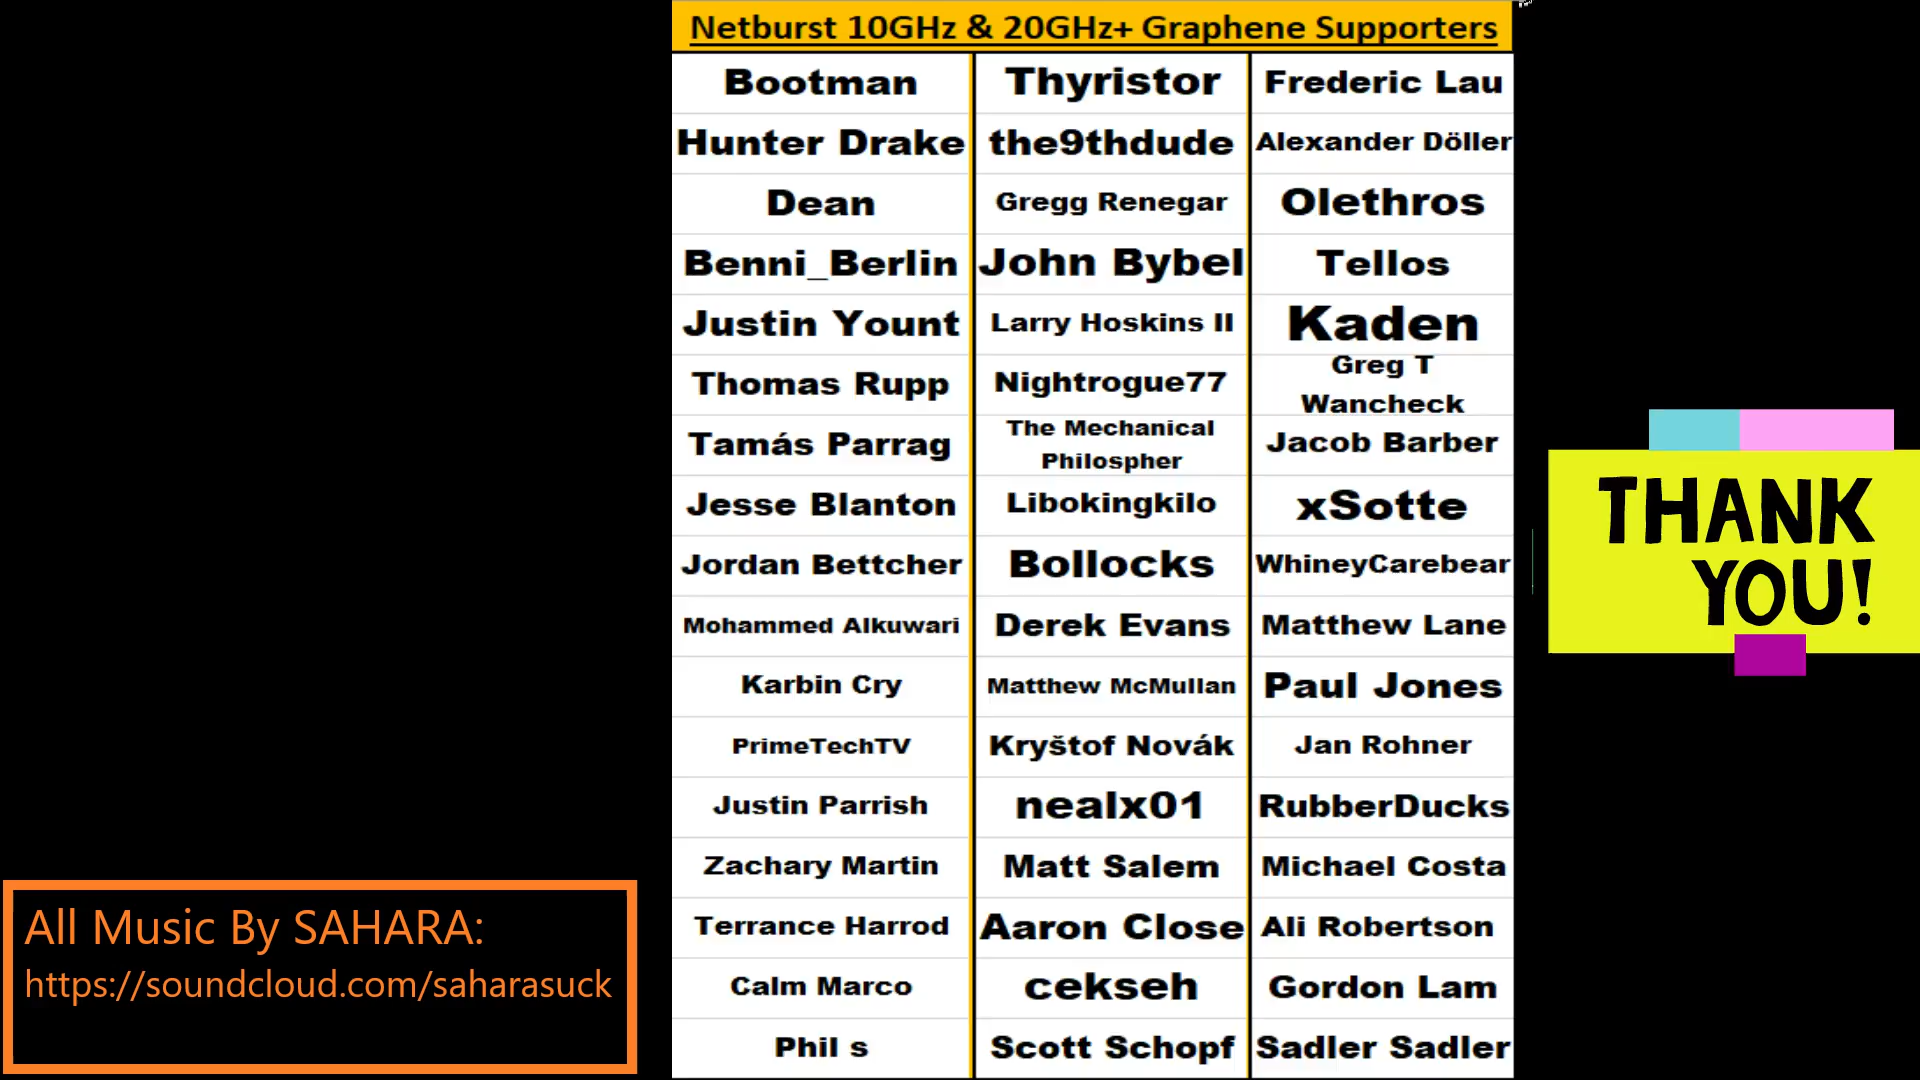 Netburst 10GHz & 20GHz+ Graphene Supporters
Bootman Thyristor Frederic Lau
Hunter Drake the9thdude Alexander Döller
Dean Gregg Renegar Olethros
Benni_Berlin John Bybel Tellos
Justin Yount Larry Hoskins II Kaden
Thomas Rupp Nightrogue77 Greg T
Wancheck
Tamás Parrag The Mechanical
Philospher Jacob Barber
Jesse Blanton Libokingkilo xSotte
Jordan Bettcher Bollocks WhineyCarebear
Mohammed Alkuwari Derek Evans Matthew Lane
Karbin Cry Matthew McMullan Paul Jones
PrimeTechTV Kryštof Novák Jan Rohner
Justin Parrish nealx01 RubberDucks
Zachary Martin Matt Salem Michael Costa
Terrance Harrod Aaron Close Ali Robertson
Calm Marco cekseh Gordon Lam
Phil s Scott Schopf Sadler Sadler
THANK
YOU!
All Music By SAHARA:
https://soundcloud.com/saharasuck